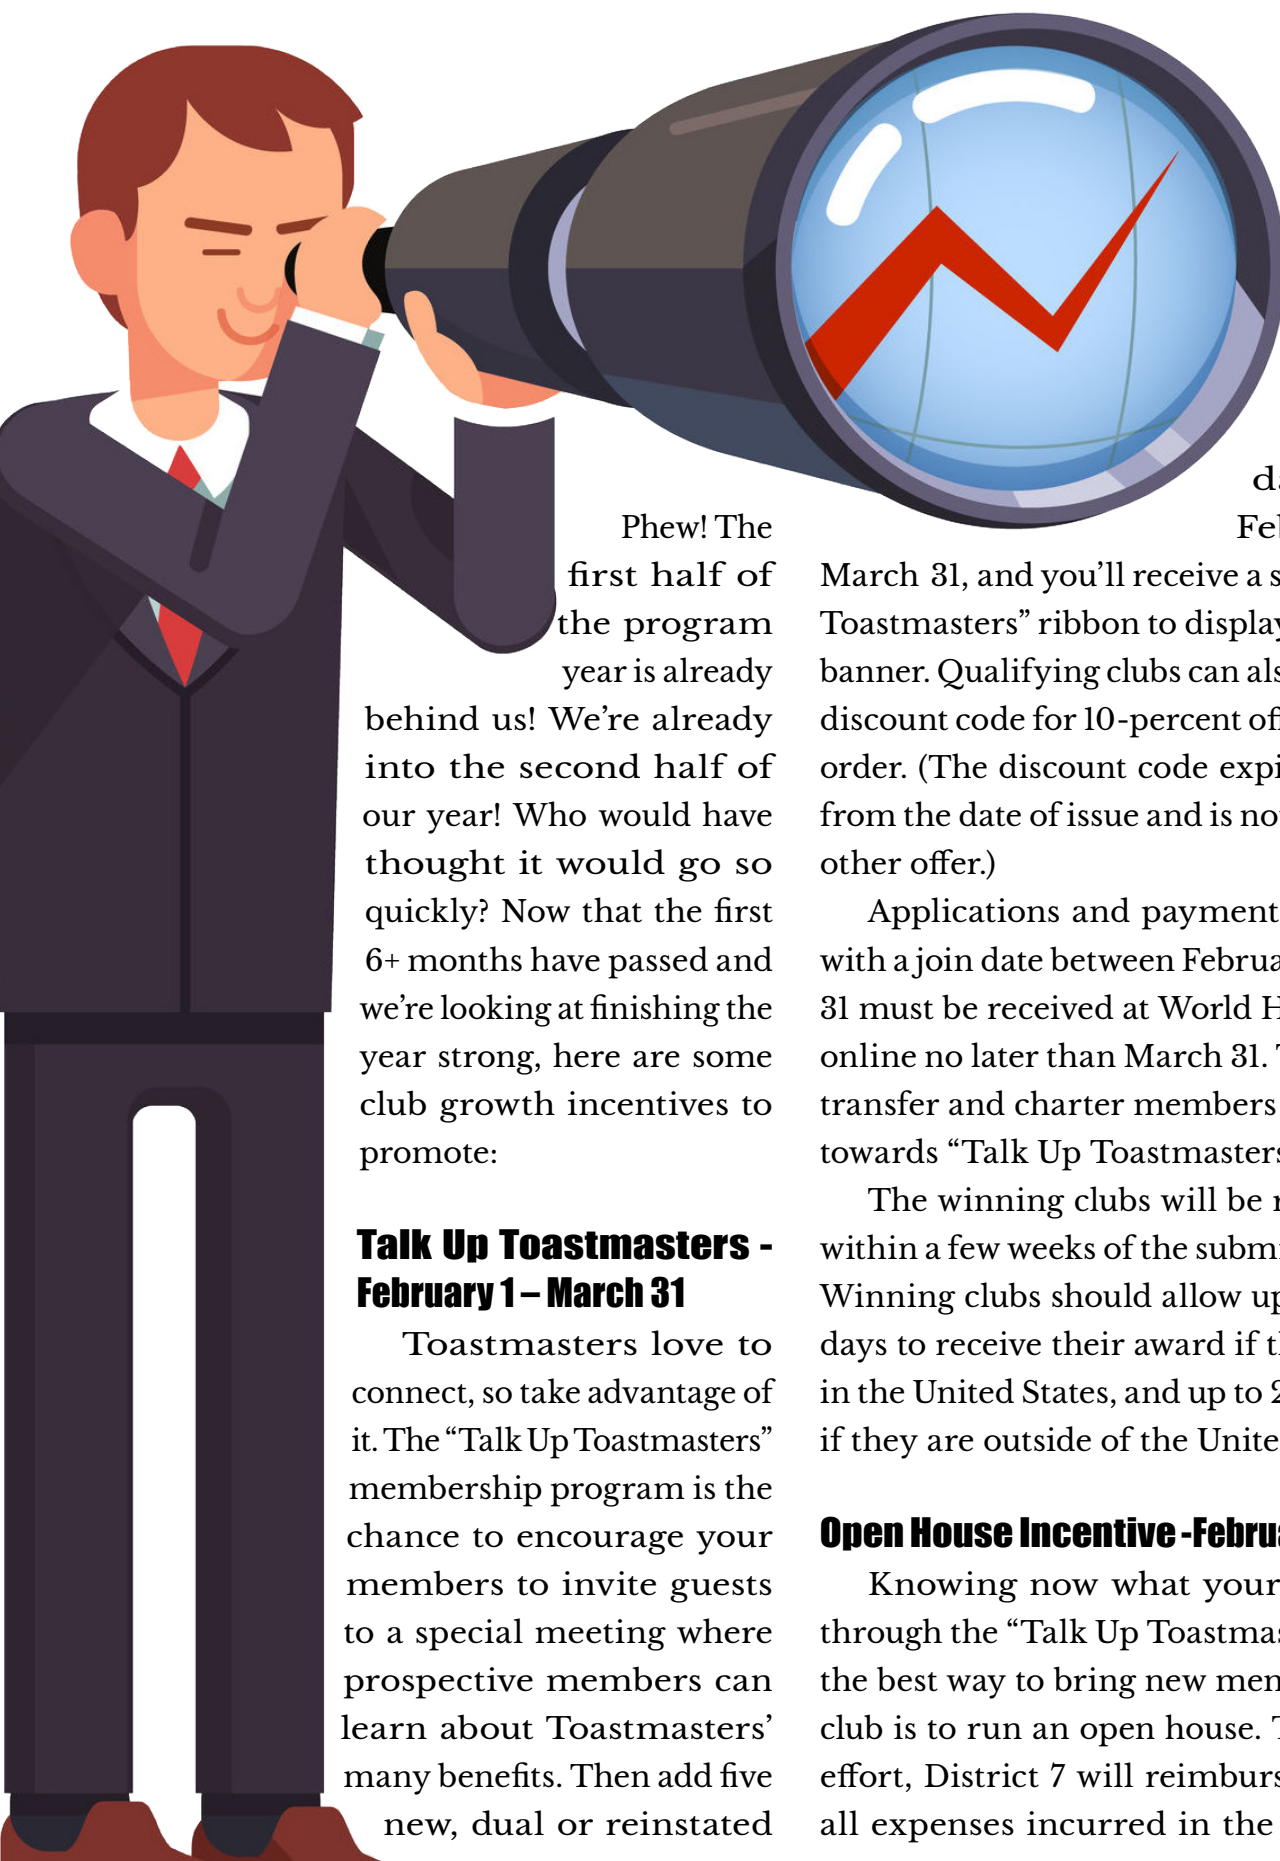 Phew! The
first half of
the program
year is already
behind us! We’re already
into the second half of
our year! Who would have
thought it would go so
quickly? Now that the first
6+ months have passed and
we’re looking at finishing the
year strong, here are some
club growth incentives to
promote:
Talk Up Toastmasters -
February 1 – March 31
Toastmasters love to
connect, so take advantage of
it. The “Talk Up Toastmasters”
membership program is the
chance to encourage your
members to invite guests
to a special meeting where
prospective members can
learn about Toastmasters’
many benefits. Then add five
new, dual or reinstated
March 31, and you’ll receive a
Toastmasters” ribbon to display
banner. Qualifying clubs can
discount code for 10-percent
order. (The discount code
from the date of issue and is
other offer.)
Applications and payment
with a join date between
31 must be received at World
online no later than March 31.
transfer and charter members
towards “Talk Up Toastmasters
The winning clubs will be
within a few weeks of the
Winning clubs should allow
days to receive their award if
in the United States, and up to
if they are outside of the
Open House Incentive -
Knowing now what your
through the “Talk Up
the best way to bring new
club is to run an open house.
effort, District 7 will
all expenses incurred in the